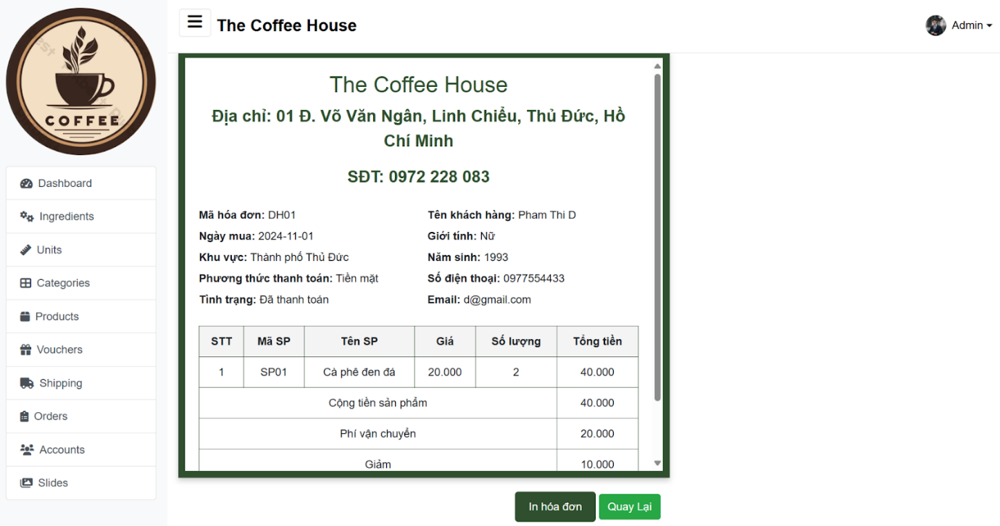 The Coffee House
Admin
COFFEE
Dashboard
Ingredients
Units
Categories
Products
Vouchers
Shipping
Orders
Accounts
Slides
The Coffee House
Địa chỉ: 01 Đ. Võ Văn Ngân, Linh Chiểu, Thủ Đức, Hồ
Chí Minh
SĐT: 0972 228 083
Mã hóa đơn: DH01
Ngày mua: 2024-11-01
Khu vực: Thành phố Thủ Đức
Phương thức thanh toán: Tiền mặt
Tình trạng: Đã thanh toán
Tên khách hàng: Pham Thi D
Giới tính: Nữ
Năm sinh: 1993
Số điện thoại: 0977554433
Email: d@gmail.com
STT Mã SP Tên SP Giá Số lượng Tổng tiền
1 SP01 Cà phê đen đá 20.000 2 40.000
Cộng tiền sản phẩm 40.000
Phí vận chuyển 20.000
Giảm 10.000
In hóa đơn Quay Lại